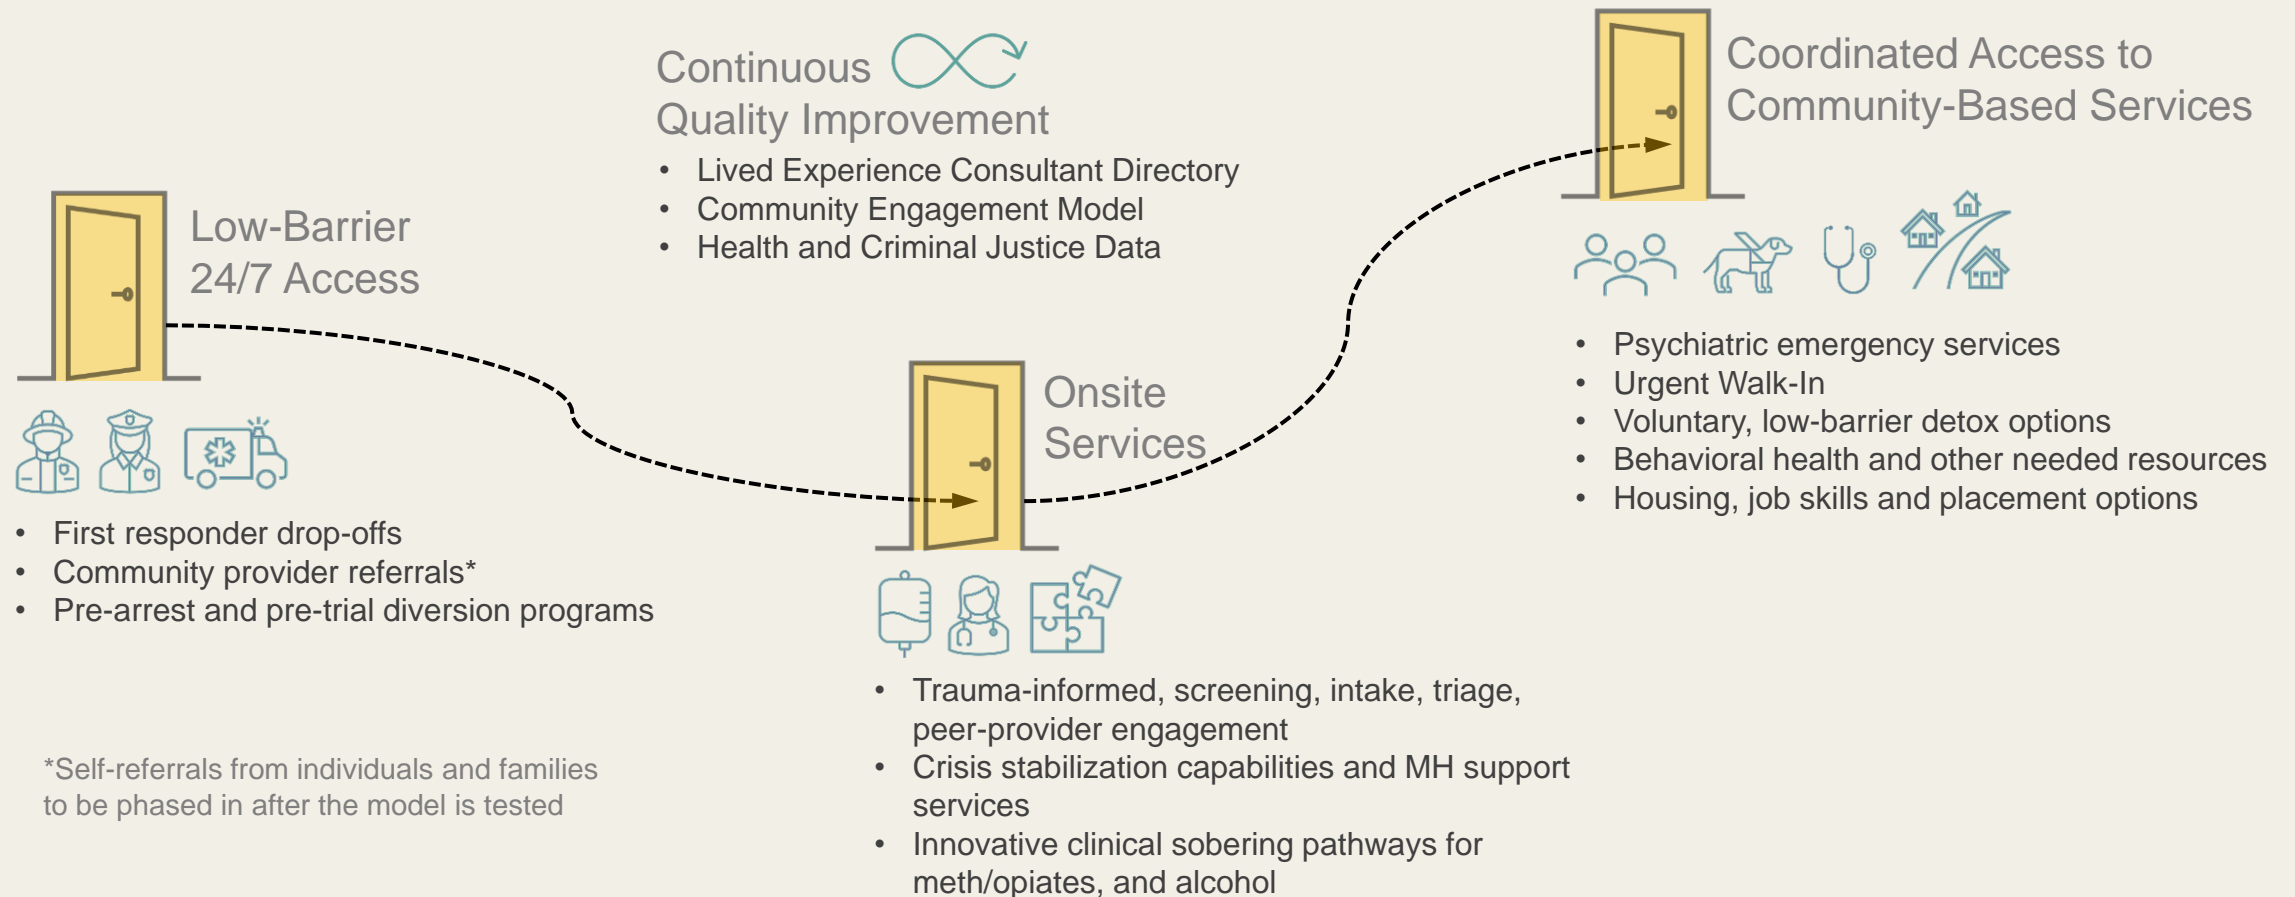 Low-Barrier
24/7 Access
• First responder drop-offs
• Community provider referrals*
• Pre-arrest and pre-trial diversion programs
*Self-referrals from individuals and families
to be phased in after the model is tested
Continuous
Quality Improvement
• Lived Experience Consultant Directory
• Community Engagement Model
• Health and Criminal Justice Data
Onsite
Services
• Trauma-informed, screening, intake, triage,
peer-provider engagement
• Crisis stabilization capabilities and MH support
services
• Innovative clinical sobering pathways for
meth/opiates, and alcohol
Coordinated Access to
Community-Based Services
• Psychiatric emergency services
• Urgent Walk-In
• Voluntary, low-barrier detox options
• Behavioral health and other needed resources
• Housing, job skills and placement options